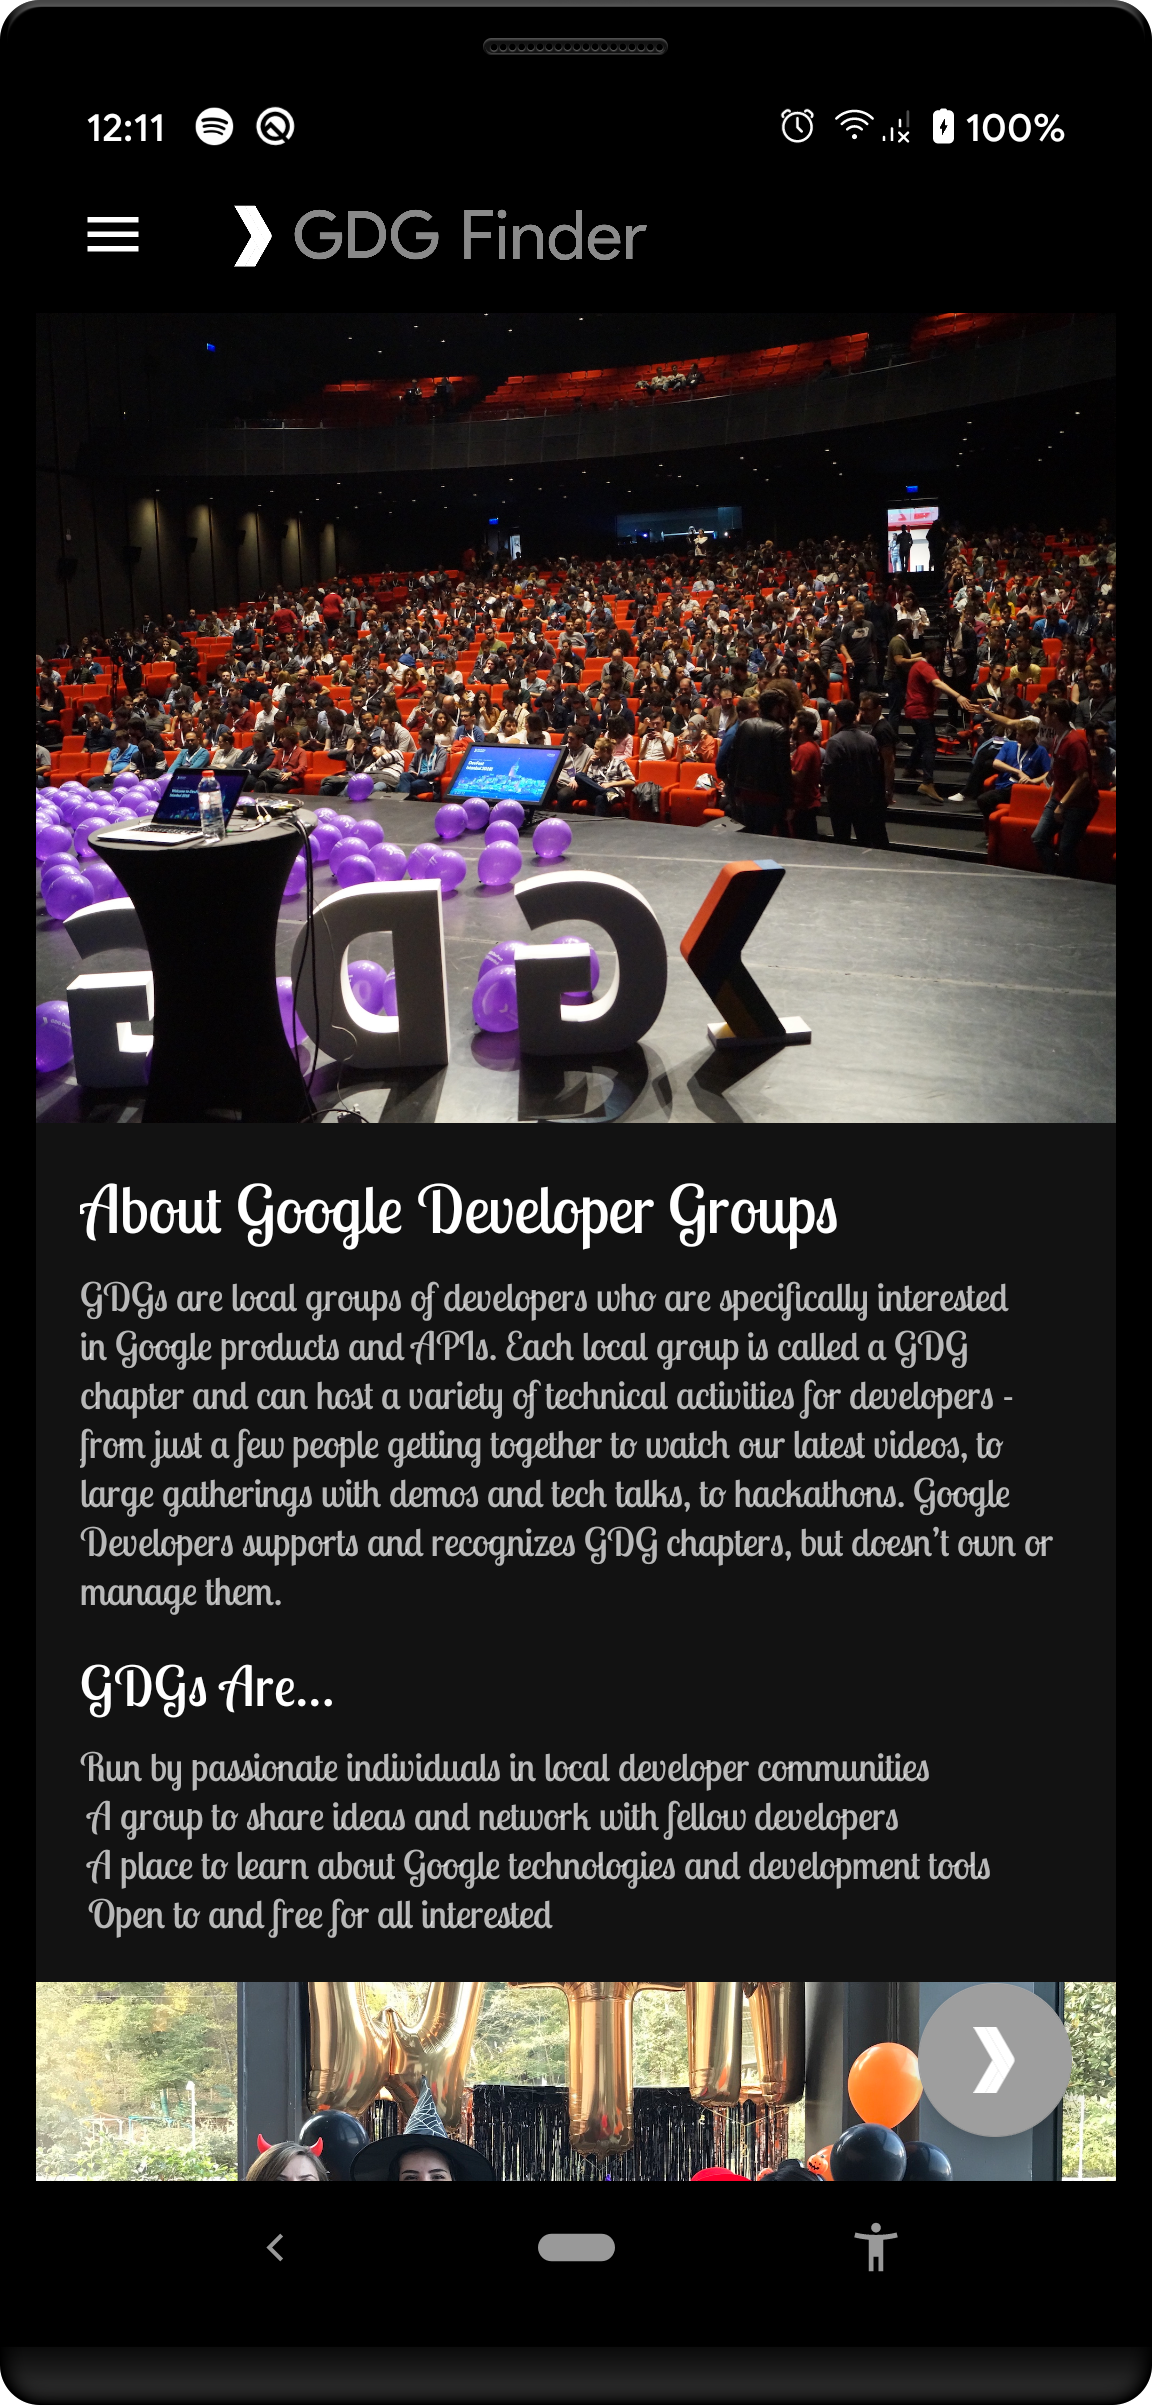 12:11
100%
GDG Finder
DevFest
Istanbul 2018
GDG
About Google Developer Groups
GDGs are local groups of developers who are specifically interested
in Google products and APIs. Each local group is called a GDG
chapter and can host a variety of technical activities for developers -
from just a few people getting together to watch our latest videos, to
large gatherings with demos and tech talks, to hackathons. Google
Developers supports and recognizes GDG chapters, but doesn't own or
manage them.
GDGs Are...
Run by passionate individuals in local developer communities
A group to share ideas and network with fellow developers
A place to learn about Google technologies and development tools
Open to and free for all interested